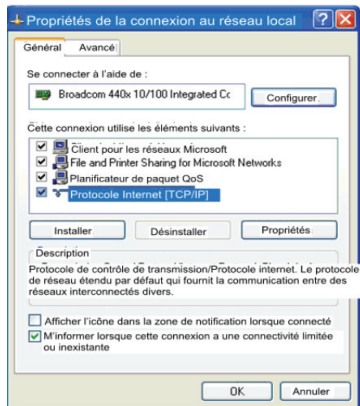 Propriétés de la connexion au réseau local
Général Avancé
Se connecter à l'aide de :
Broadcom 440x 10/100 Integrated Cc
Configurer.
Cette connexion utilise les éléments suivants :
Client pour les réseaux Microsoft
File and Printer Sharing for Microsoft Networks
Planificateur de paquet QoS
Protocole Internet [TCP/IP]
Installer Désinstaller Propriétés
Description
Protocole de contrôle de transmission/Protocole internet. Le protocole
de réseau étendu par défaut qui fournit la communication entre des
réseaux interconnectés divers.
Afficher l'icône dans la zone de notification lorsque connecté
M'informer lorsque cette connexion a une connectivité limitée
ou inexistante
OK Annuler